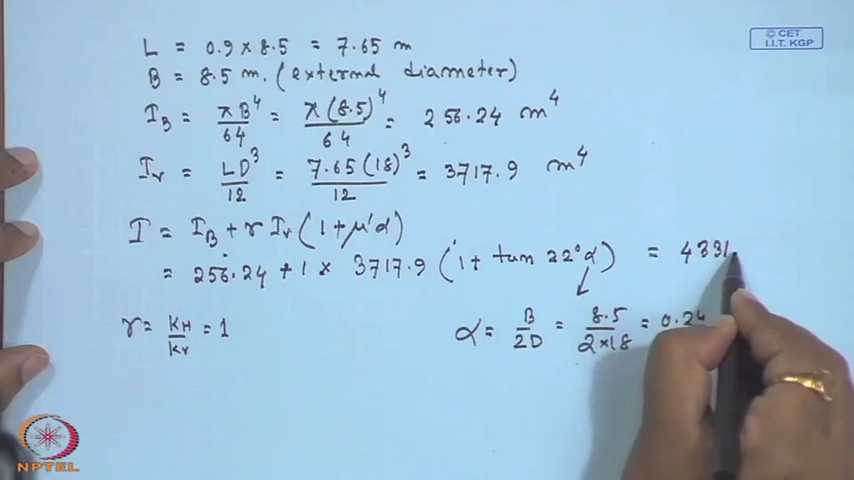 © CET
I.I.T. KGP
L = 0.9 × 8.5 = 7.65 m
B = 8.5 m. (external diameter)
I_B = πB⁴/64 = π(8.5)⁴/64 = 256.24 m⁴
I_v = LD³/12 = 7.65(18)³/12 = 3717.9 m⁴
I = I_B + r I_v (1 + μ'α)
= 256.24 + 1 × 3717.9 (1 + tan 22° α) = 4331
r = K_H/K_v = 1
α = B/2D = 8.5/2×18 = 0.24
NPTEL